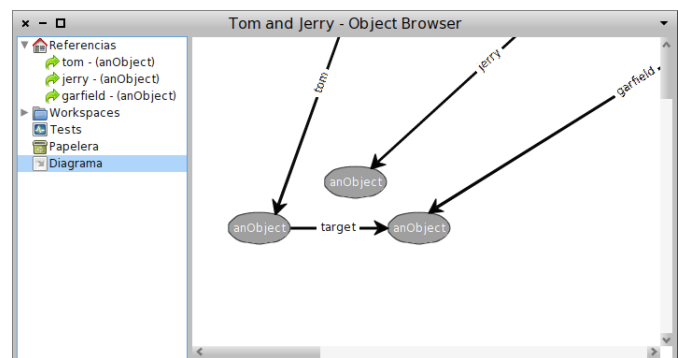 Tom and Jerry - Object Browser
Referencias
tom - (anObject)
jerry - (anObject)
garfield - (anObject)
Workspaces
Tests
Papelera
Diagrama
tom
jerry
garfield
anObject
anObject
target
anObject